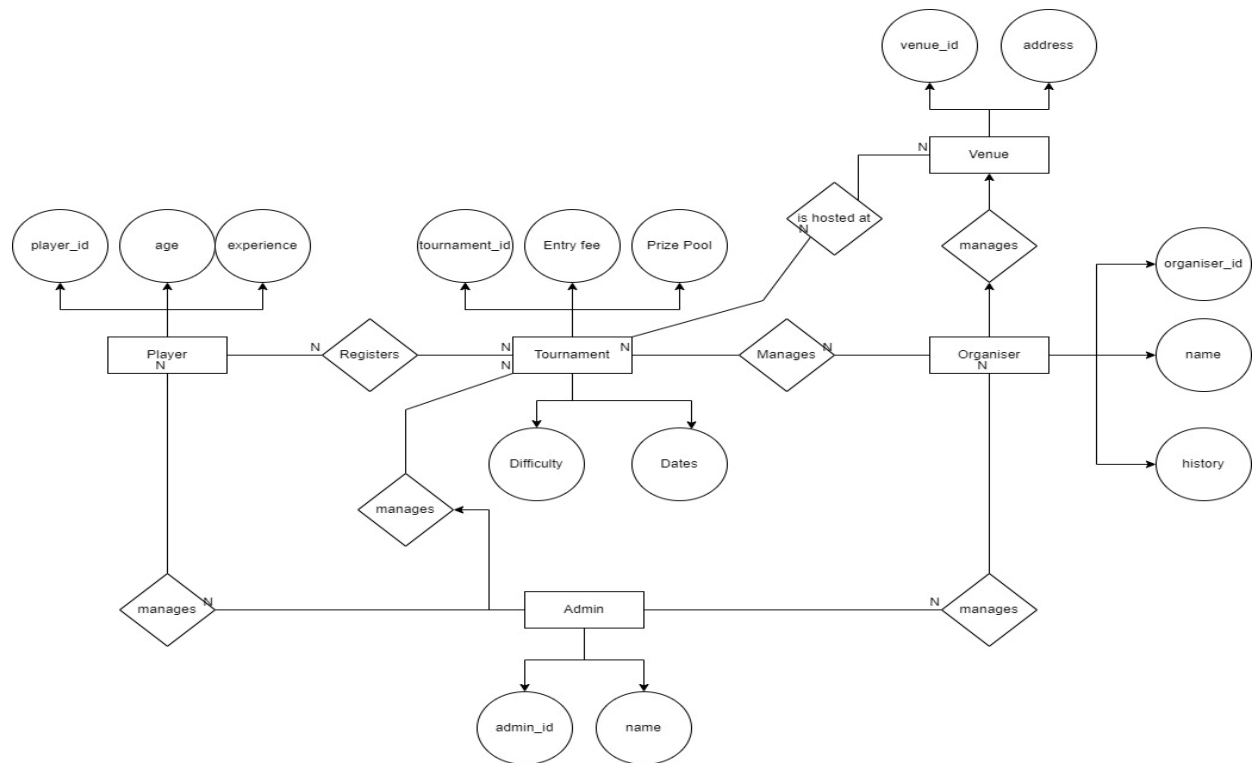 venue_id
address
N
Venue
is hosted at
N
player_id
age
experience
tournament_id
Entry fee
Prize Pool
manages
organiser_id
Player
N
N
Registers
N
Tournament
N
N
Manages
N
Organiser
N
name
Difficulty
Dates
history
manages
manages
N
Admin
N
manages
admin_id
name